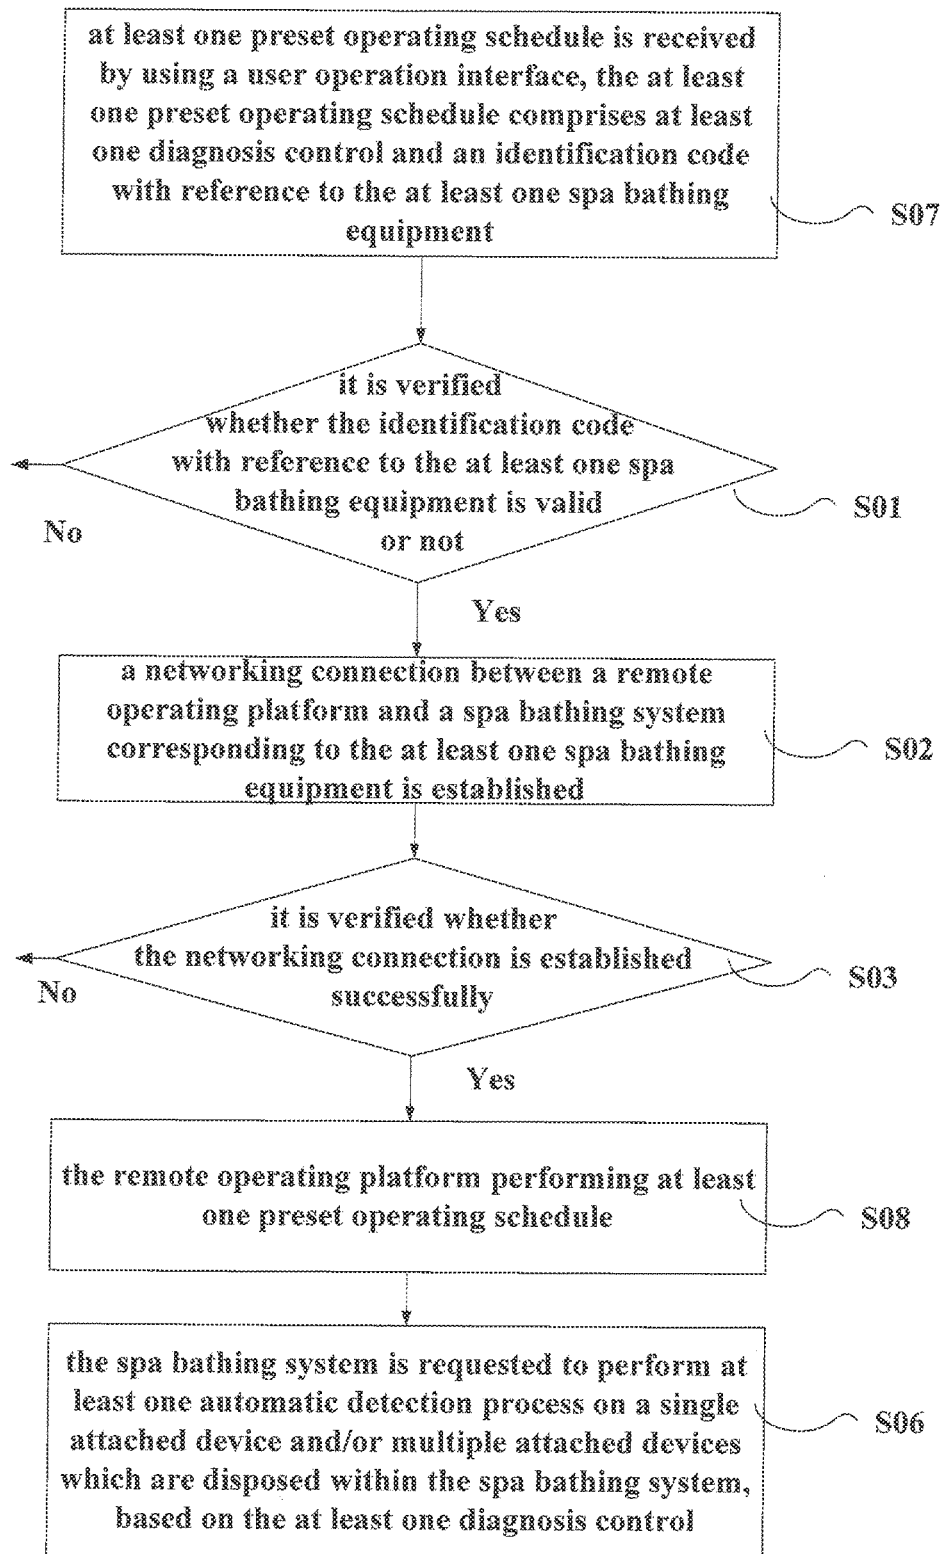 at least one preset operating schedule is received
by using a user operation interface, the at least
one preset operating schedule comprises at least
one diagnosis control and an identification code
with reference to the at least one spa bathing
equipment
S07
it is verified
whether the identification code
with reference to the at least one spa
bathing equipment is valid
or not
S01
No
Yes
a networking connection between a remote
operating platform and a spa bathing system
corresponding to the at least one spa bathing
equipment is established
S02
it is verified whether
the networking connection is established
successfully
S03
No
Yes
the remote operating platform performing at least
one preset operating schedule
S08
the spa bathing system is requested to perform at
least one automatic detection process on a single
attached device and/or multiple attached devices
which are disposed within the spa bathing system,
based on the at least one diagnosis control
S06